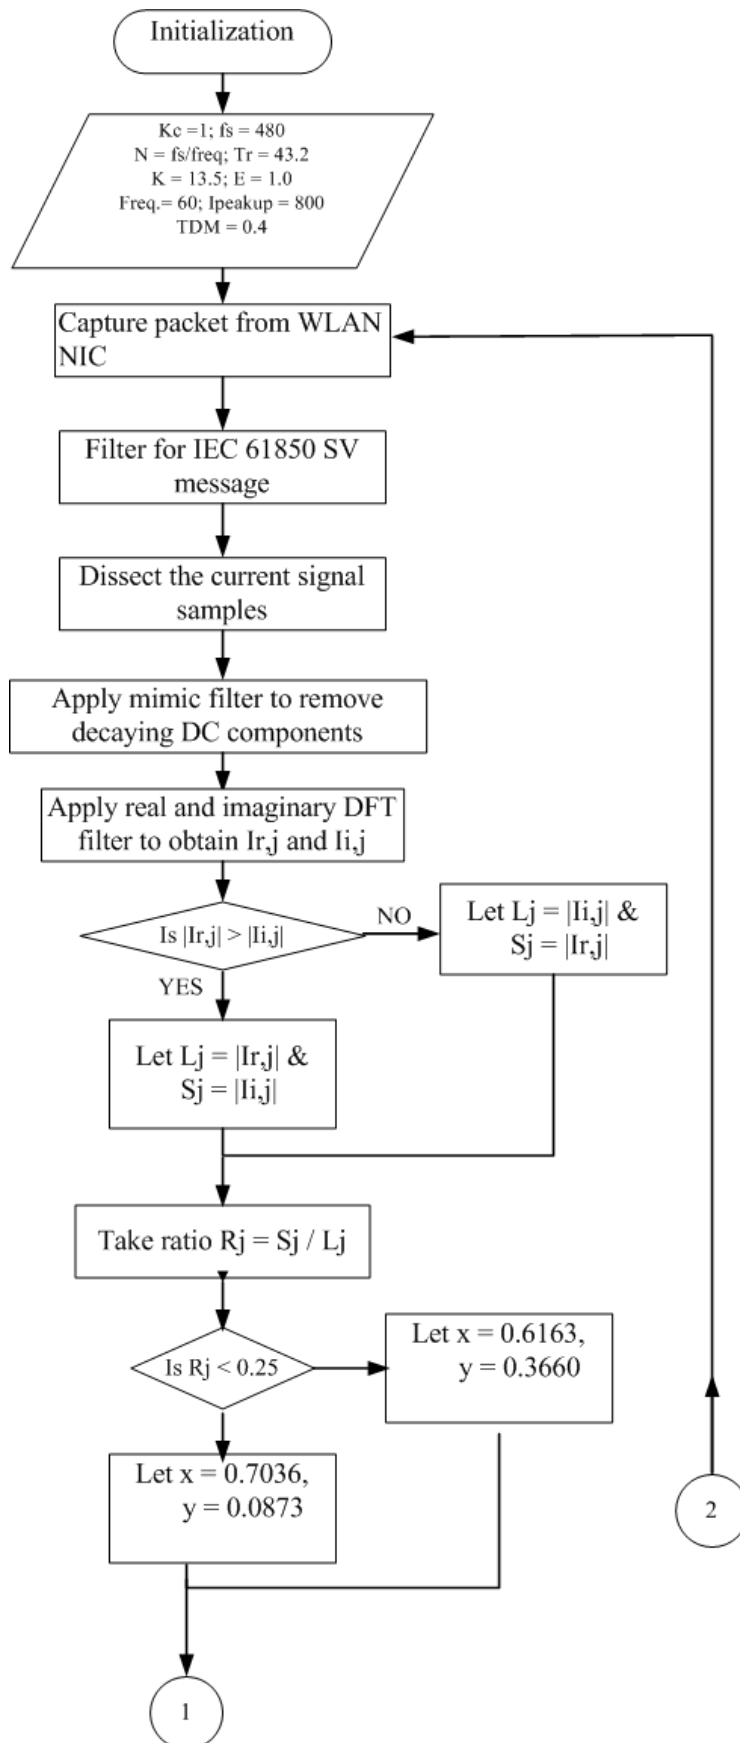 Initialization
Kc =1; fs = 480
N = fs/freq; Tr = 43.2
K = 13.5; E = 1.0
Freq.= 60; Ipeakup = 800
TDM = 0.4
Capture packet from WLAN
NIC
Filter for IEC 61850 SV
message
Dissect the current signal
samples
Apply mimic filter to remove
decaying DC components
Apply real and imaginary DFT
filter to obtain Ir,j and Ii,j
Is |Ir,j| > |Ii,j|
NO
Let Lj = |Ii,j| &
Sj = |Ir,j|
YES
Let Lj = |Ir,j| &
Sj = |Ii,j|
Take ratio Rj = Sj / Lj
Is Rj < 0.25
Let x = 0.6163,
y = 0.3660
Let x = 0.7036,
y = 0.0873
2
1